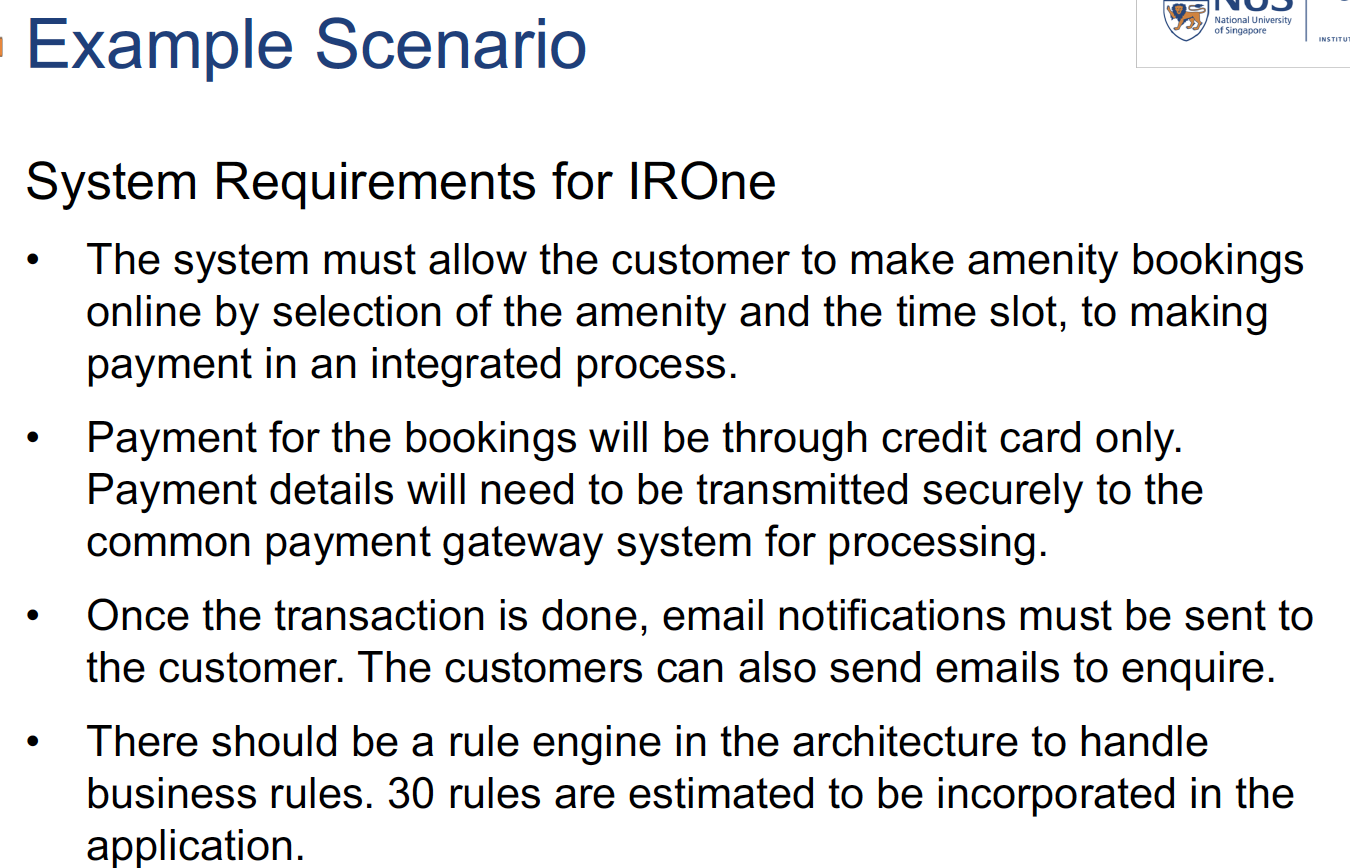 Example Scenario
NUS
National University
of Singapore
System Requirements for IROne
• The system must allow the customer to make amenity bookings
online by selection of the amenity and the time slot, to making
payment in an integrated process.
• Payment for the bookings will be through credit card only.
Payment details will need to be transmitted securely to the
common payment gateway system for processing.
• Once the transaction is done, email notifications must be sent to
the customer. The customers can also send emails to enquire.
• There should be a rule engine in the architecture to handle
business rules. 30 rules are estimated to be incorporated in the
application.